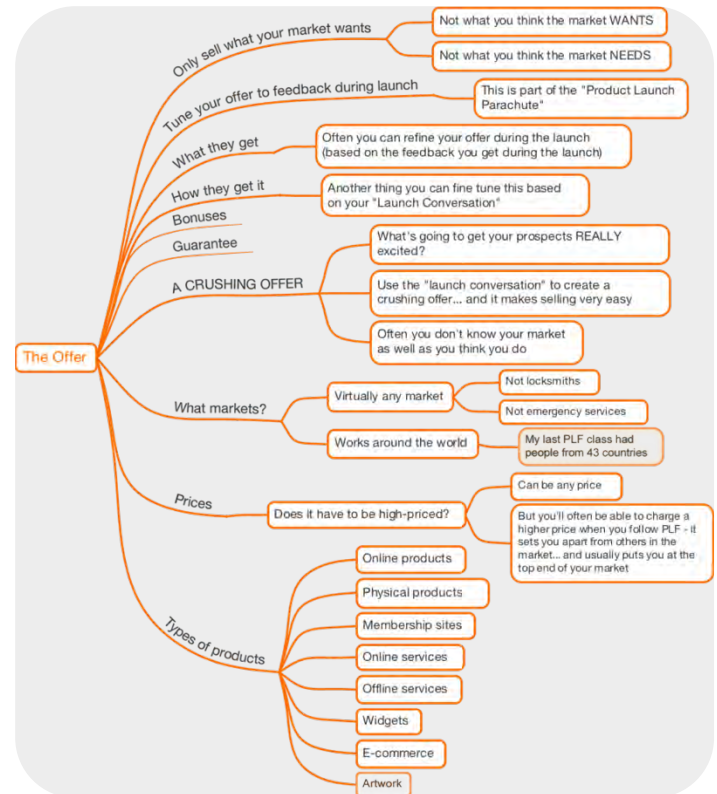 Only sell what your market wants
Not what you think the market WANTS
Not what you think the market NEEDS
Tune your offer to feedback during launch
This is part of the "Product Launch
Parachute"
What they get
Often you can refine your offer during the launch
(based on the feedback you get during the launch)
How they get it
Another thing you can fine tune this based
on your "Launch Conversation"
Bonuses
Guarantee
A CRUSHING OFFER
What's going to get your prospects REALLY
excited?
Use the "launch conversation" to create a
crushing offer... and it makes selling very easy
Often you don't know your market
as well as you think you do
The Offer
What markets?
Virtually any market
Not locksmiths
Not emergency services
Works around the world
My last PLF class had
people from 43 countries
Prices
Does it have to be high-priced?
Can be any price
But you'll often be able to charge a
higher price when you follow PLF - it
sets you apart from others in the
market... and usually puts you at the
top end of your market
Types of products
Online products
Physical products
Membership sites
Online services
Offline services
Widgets
E-commerce
Artwork